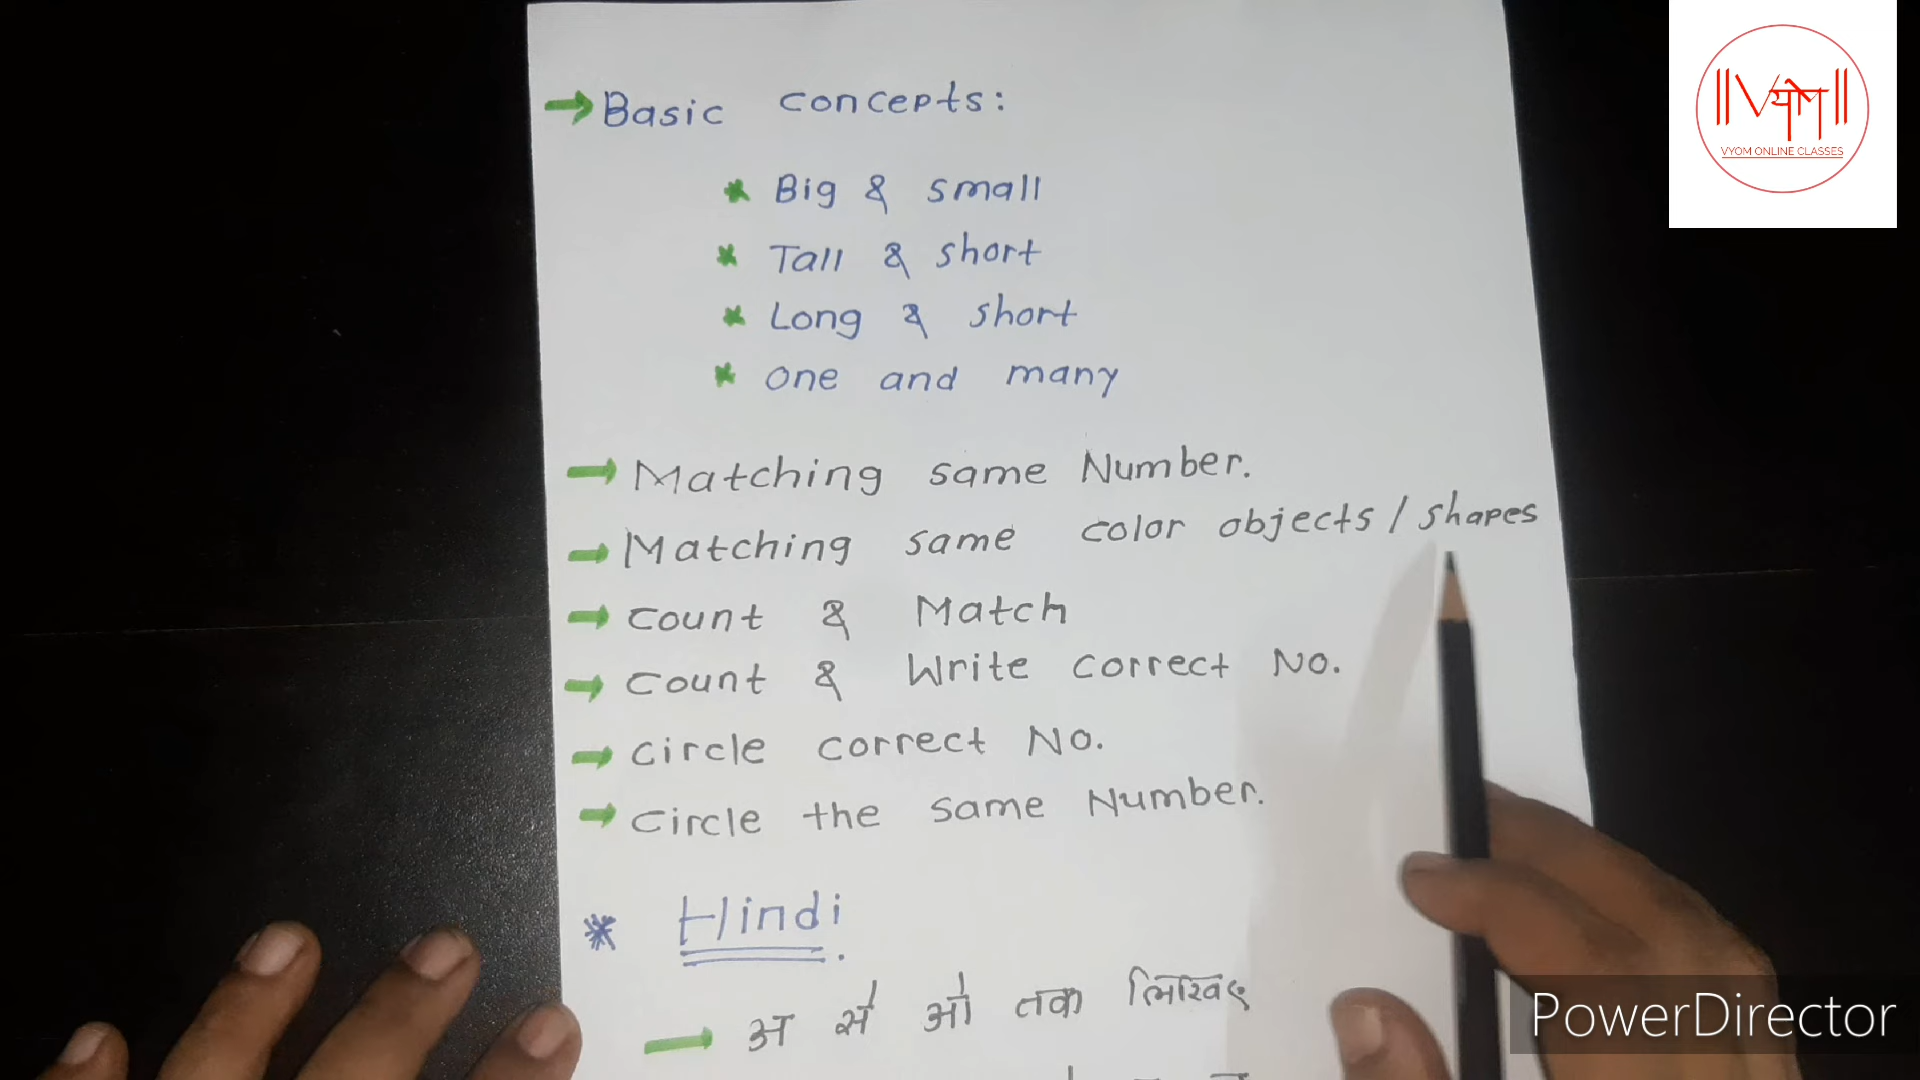 → Basic concepts:
* Big & small
* Tall & short
* Long & short
* one and many
→ Matching same Number.
→ Matching same color objects / shapes
→ count & Match
→ count & Write correct No.
→ circle correct No.
→ circle the same Number.
* Hindi.
→ अ से ओ तक लिखिए
||Vयोम||
VYOM ONLINE CLASSES
PowerDirector